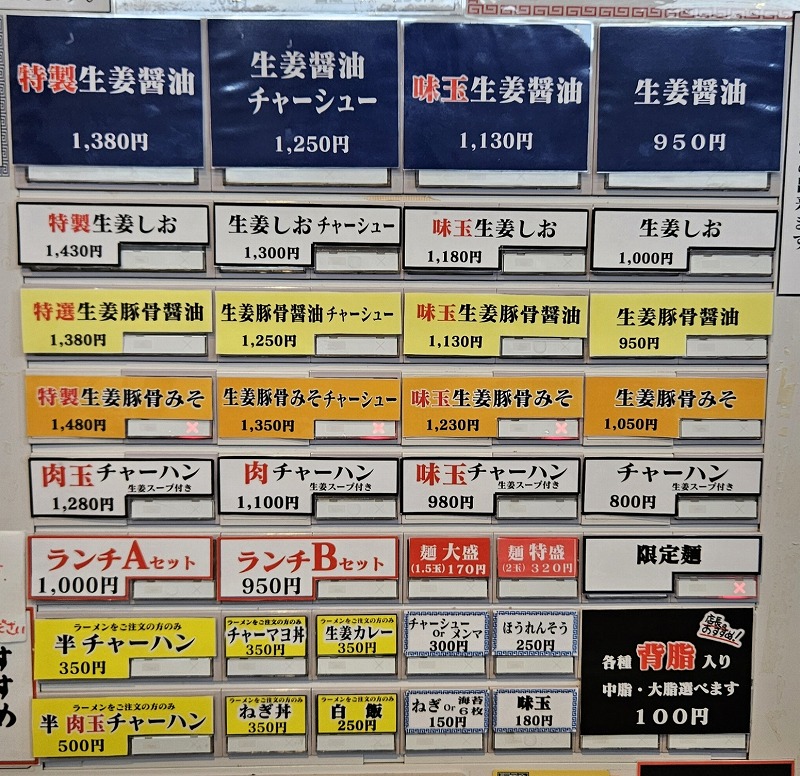 特製生姜醤油
1,380円
生姜醤油
チャーシュー
1,250円
味玉生姜醤油
1,130円
生姜醤油
950円
特製生姜しお
1,430円
生姜しおチャーシュー
1,300円
味玉生姜しお
1,180円
生姜しお
1,000円
特選生姜豚骨醤油
1,380円
生姜豚骨醤油チャーシュー
1,250円
味玉生姜豚骨醤油
1,130円
生姜豚骨醤油
950円
特製生姜豚骨みそ
1,480円
生姜豚骨みそチャーシュー
1,350円
味玉生姜豚骨みそ
1,230円
生姜豚骨みそ
1,050円
肉玉チャーハン
生姜スープ付き
1,280円
肉チャーハン
生姜スープ付き
1,100円
味玉チャーハン
生姜スープ付き
980円
チャーハン
生姜スープ付き
800円
ランチAセット
1,000円
ランチBセット
950円
麺大盛
(1.5玉)170円
麺特盛
(2玉)320円
限定麺
ラーメンをご注文の方のみ
半チャーハン
350円
ラーメンをご注文の方のみ
チャーマヨ丼
350円
ラーメンをご注文の方のみ
生姜カレー
350円
チャーシュー
or メンマ
300円
ほうれんそう
250円
店長おすすめ!
各種背脂入り
中脂・大脂選べます
100円
ラーメンをご注文の方のみ
半肉玉チャーハン
500円
ラーメンをご注文の方のみ
ねぎ丼
350円
ラーメンをご注文の方のみ
白飯
250円
ねぎor海苔6枚
150円
味玉
180円
ださい
すすめ